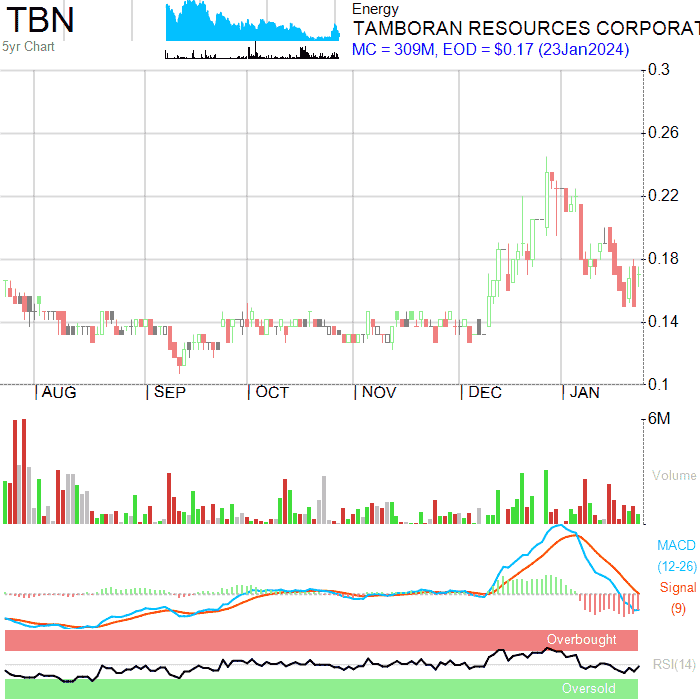 TBN
5yr Chart
Energy
TAMBORAN RESOURCES CORPORAT
MC = 309M, EOD = $0.17 (23Jan2024)
0.3
0.26
0.22
0.18
0.14
0.1
AUG SEP OCT NOV DEC JAN
6M
Volume
MACD
(12-26)
Signal
(9)
Overbought
RSI(14)
Oversold